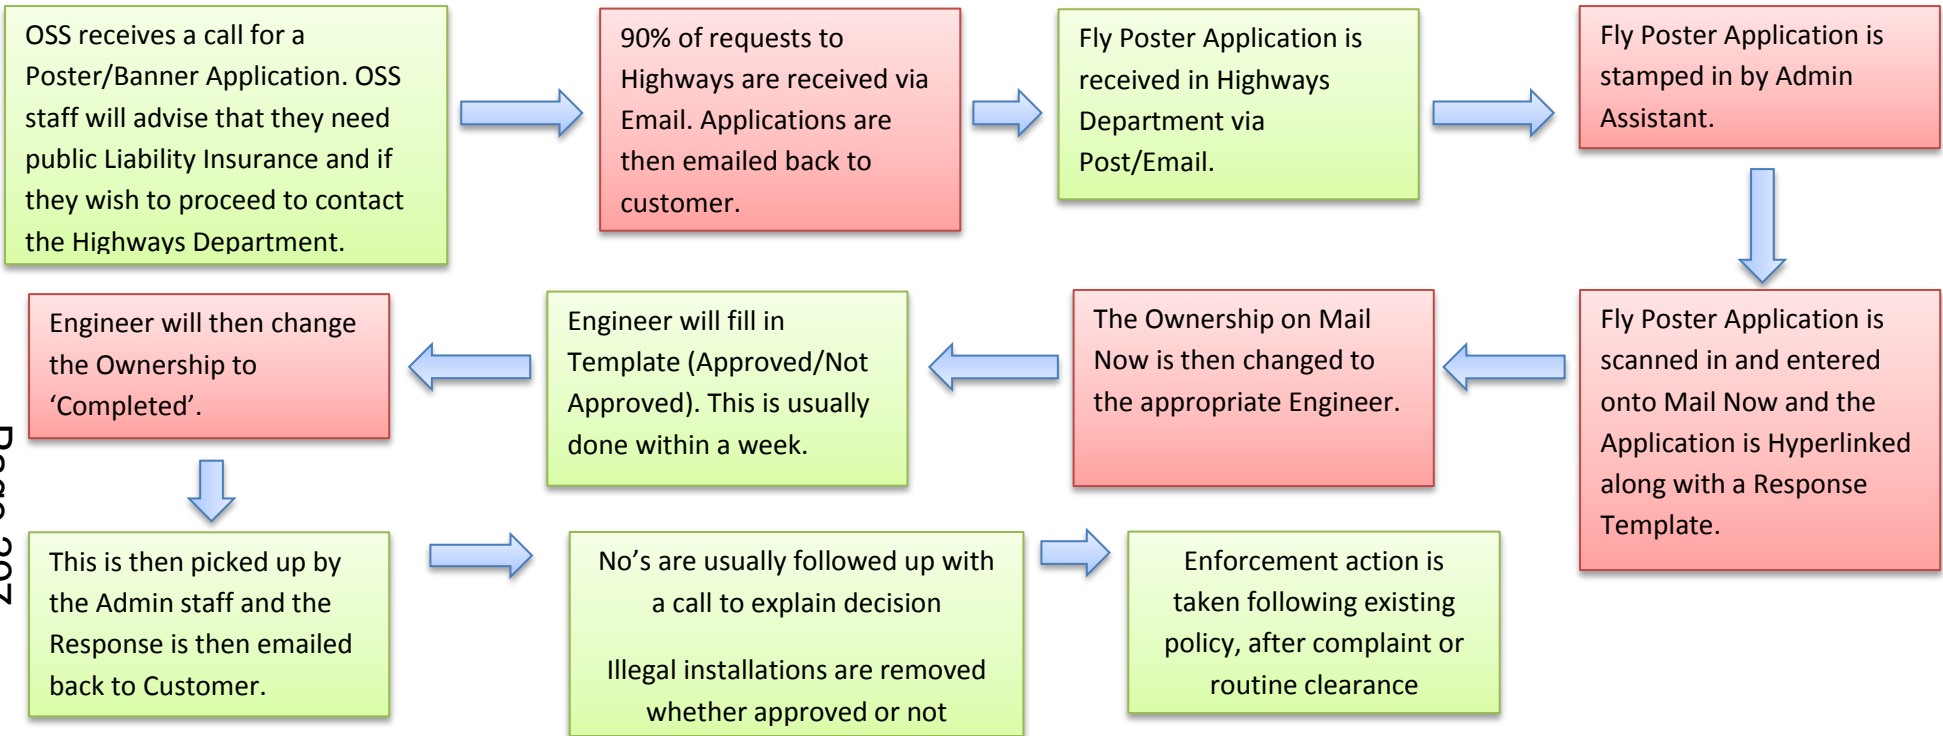 OSS receives a call for a
Poster/Banner Application. OSS
staff will advise that they need
public Liability Insurance and if
they wish to proceed to contact
the Highways Department.
90% of requests to
Highways are received via
Email. Applications are
then emailed back to
customer.
Fly Poster Application is
received in Highways
Department via
Post/Email.
Fly Poster Application is
stamped in by Admin
Assistant.
Fly Poster Application is
scanned in and entered
onto Mail Now and the
Application is Hyperlinked
along with a Response
Template.
The Ownership on Mail
Now is then changed to
the appropriate Engineer.
Engineer will fill in
Template (Approved/Not
Approved). This is usually
done within a week.
Engineer will then change
the Ownership to
‘Completed’.
This is then picked up by
the Admin staff and the
Response is then emailed
back to Customer.
No’s are usually followed up with
a call to explain decision
Illegal installations are removed
whether approved or not
Enforcement action is
taken following existing
policy, after complaint or
routine clearance
Page 207